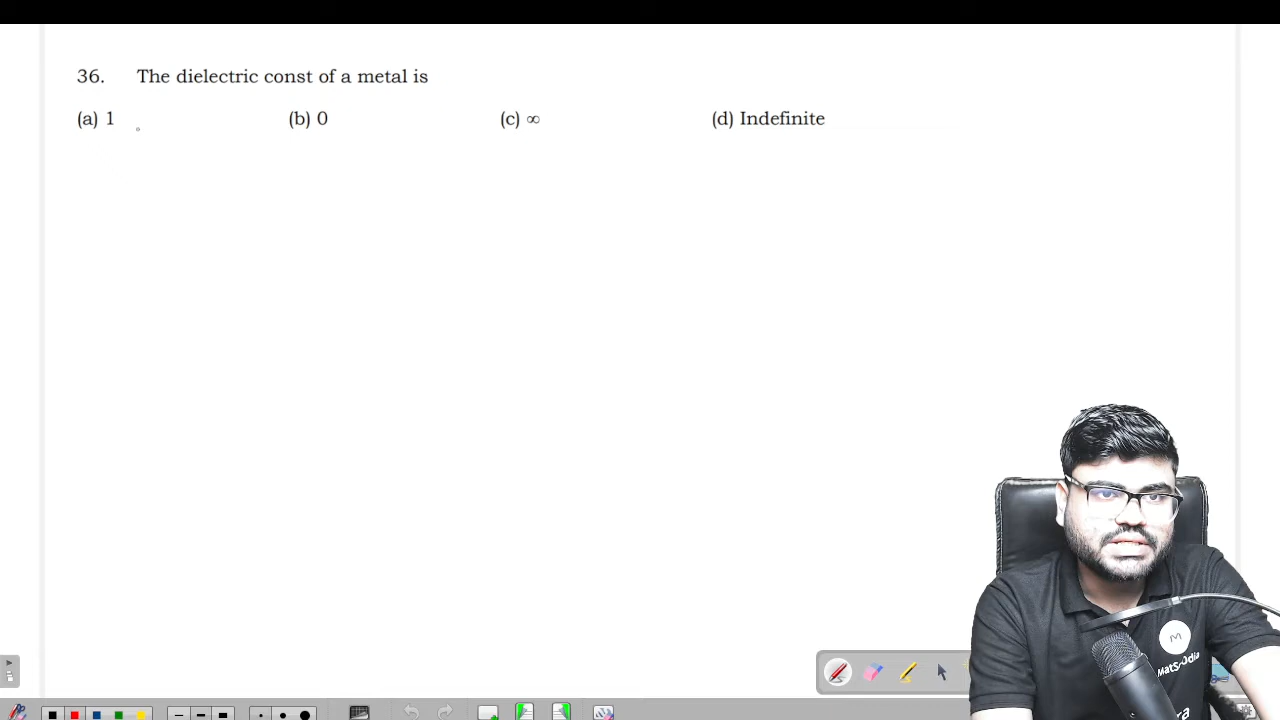 36. The dielectric const of a metal is
(a) 1 (b) 0 (c) ∞ (d) Indefinite
M